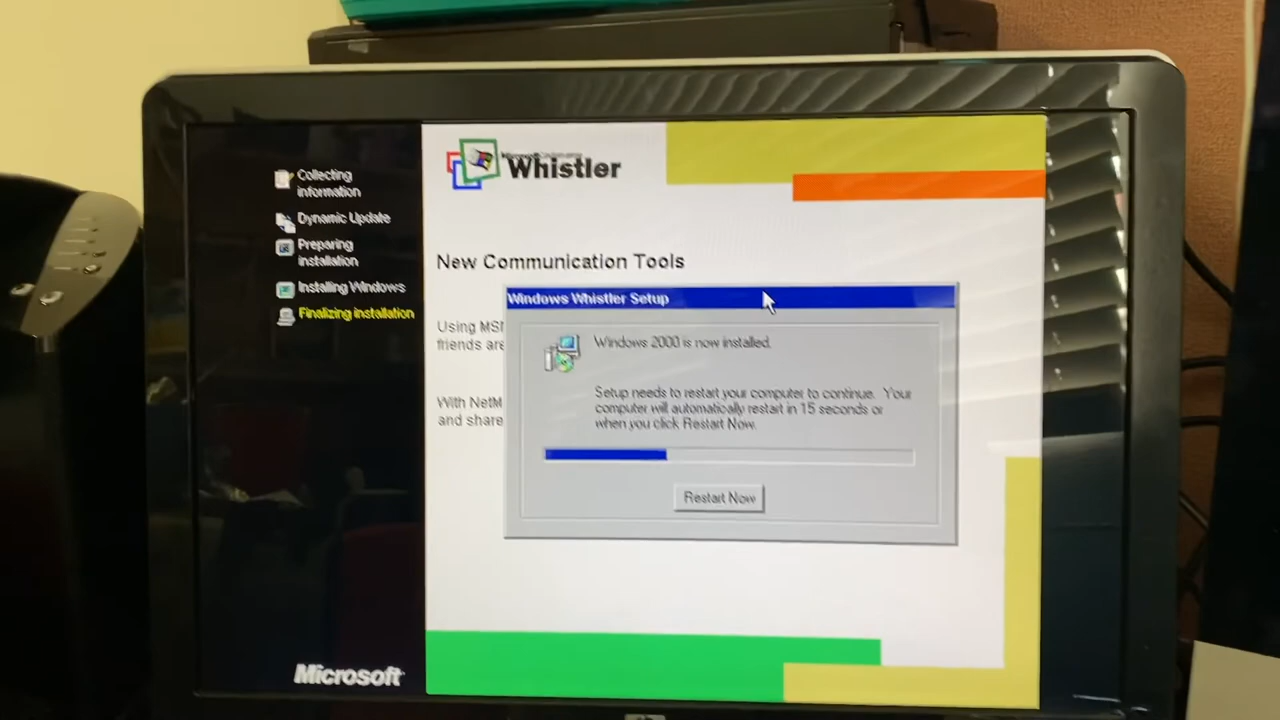 Collecting
information
Dynamic Update
Preparing
installation
Installing Windows
Finalizing installation
Microsoft
Whistler
New Communication Tools
Using MS
friends are
With NetM
and share
Windows Whistler Setup
Windows 2000 is now installed.
Setup needs to restart your computer to continue. Your
computer will automatically restart in 15 seconds or
when you click Restart Now.
Restart Now